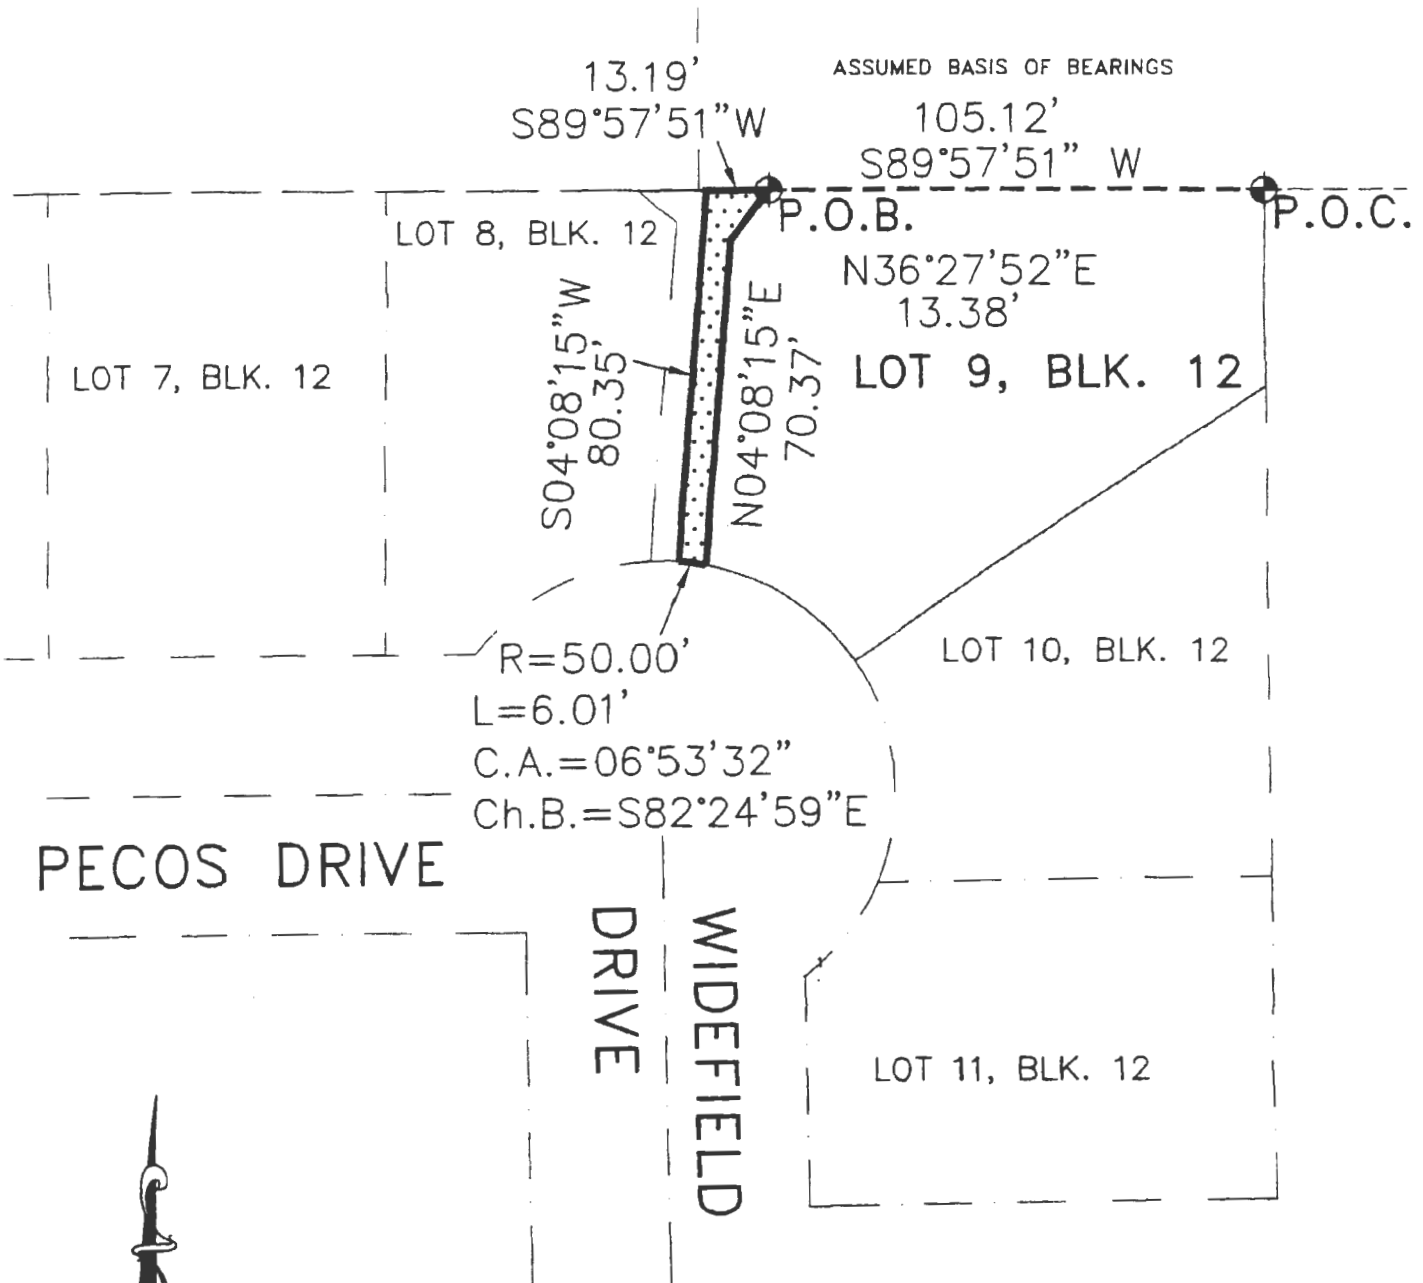 13.19'
S89°57'51"W
ASSUMED BASIS OF BEARINGS
105.12'
S89°57'51" W
P.O.B.
P.O.C.
LOT 8, BLK. 12
N36°27'52"E
13.38'
S04°08'15"W
80.35'
N04°08'15"E
70.37'
LOT 7, BLK. 12
LOT 9, BLK. 12
LOT 10, BLK. 12
R=50.00'
L=6.01'
C.A.=06°53'32"
Ch.B.=S82°24'59"E
PECOS DRIVE
WIDEFIELD
DRIVE
LOT 11, BLK. 12